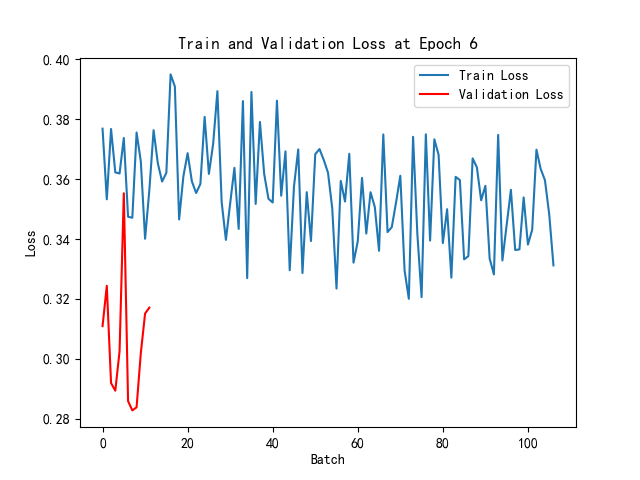 Train and Validation Loss at Epoch 6
Train Loss
Validation Loss
0.40
0.38
0.36
0.34
0.32
0.30
0.28
Loss
0 20 40 60 80 100
Batch